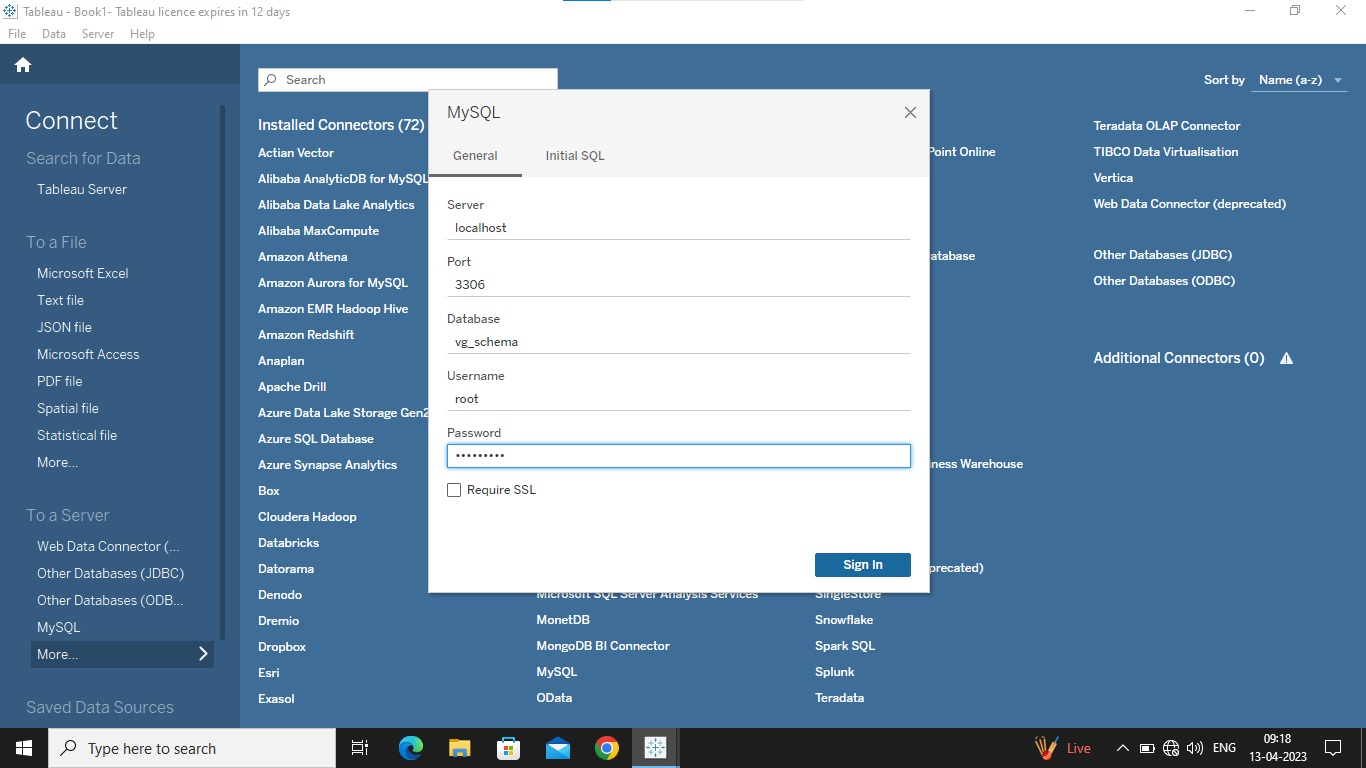 Tableau - Book1- Tableau licence expires in 12 days
File Data Server Help
Connect
Search for Data
Tableau Server
To a File
Microsoft Excel
Text file
JSON file
Microsoft Access
PDF file
Spatial file
Statistical file
More...
To a Server
Web Data Connector (...
Other Databases (JDBC)
Other Databases (ODB...
MySQL
More...
Saved Data Sources
Search
Sort by Name (a-z)
Installed Connectors (72)
Actian Vector
Alibaba AnalyticDB for MySQL
Alibaba Data Lake Analytics
Alibaba MaxCompute
Amazon Athena
Amazon Aurora for MySQL
Amazon EMR Hadoop Hive
Amazon Redshift
Anaplan
Apache Drill
Azure Data Lake Storage Gen2
Azure SQL Database
Azure Synapse Analytics
Box
Cloudera Hadoop
Databricks
Datorama
Denodo
Dremio
Dropbox
Esri
Exasol
MySQL
General Initial SQL
Server
localhost
Port
3306
Database
vg_schema
Username
root
Password
•••••••••
Require SSL
Sign In
Microsoft SQL Server Analysis Services
MonetDB
MongoDB BI Connector
MySQL
OData
Point Online
atabase
ness Warehouse
precated)
SingleStore
Snowflake
Spark SQL
Splunk
Teradata
Teradata OLAP Connector
TIBCO Data Virtualisation
Vertica
Web Data Connector (deprecated)
Other Databases (JDBC)
Other Databases (ODBC)
Additional Connectors (0)
Type here to search
Live
ENG
09:18
13-04-2023